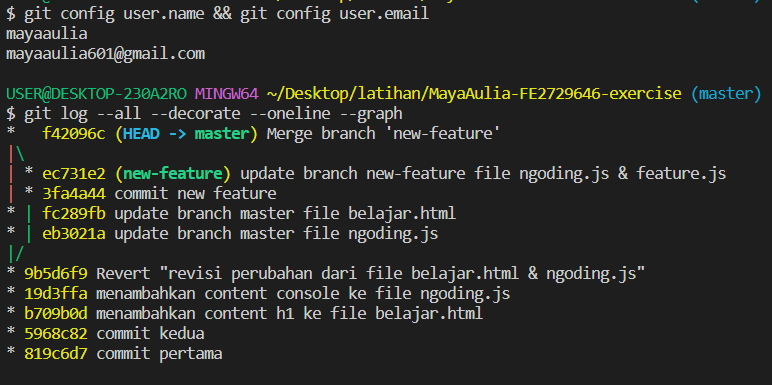 $ git config user.name && git config user.email
mayaaulia
mayaaulia601@gmail.com
USER@DESKTOP-230A2RO MINGW64 ~/Desktop/latihan/MayaAulia-FE2729646-exercise (master)
$ git log --all --decorate --oneline --graph
*   f42096c (HEAD -> master) Merge branch 'new-feature'
|\
| * ec731e2 (new-feature) update branch new-feature file ngoding.js & feature.js
| * 3fa4a44 commit new feature
* | fc289fb update branch master file belajar.html
* | eb3021a update branch master file ngoding.js
|/
* 9b5d6f9 Revert "revisi perubahan dari file belajar.html & ngoding.js"
* 19d3ffa menambahkan content console ke file ngoding.js
* b709b0d menambahkan content h1 ke file belajar.html
* 5968c82 commit kedua
* 819c6d7 commit pertama